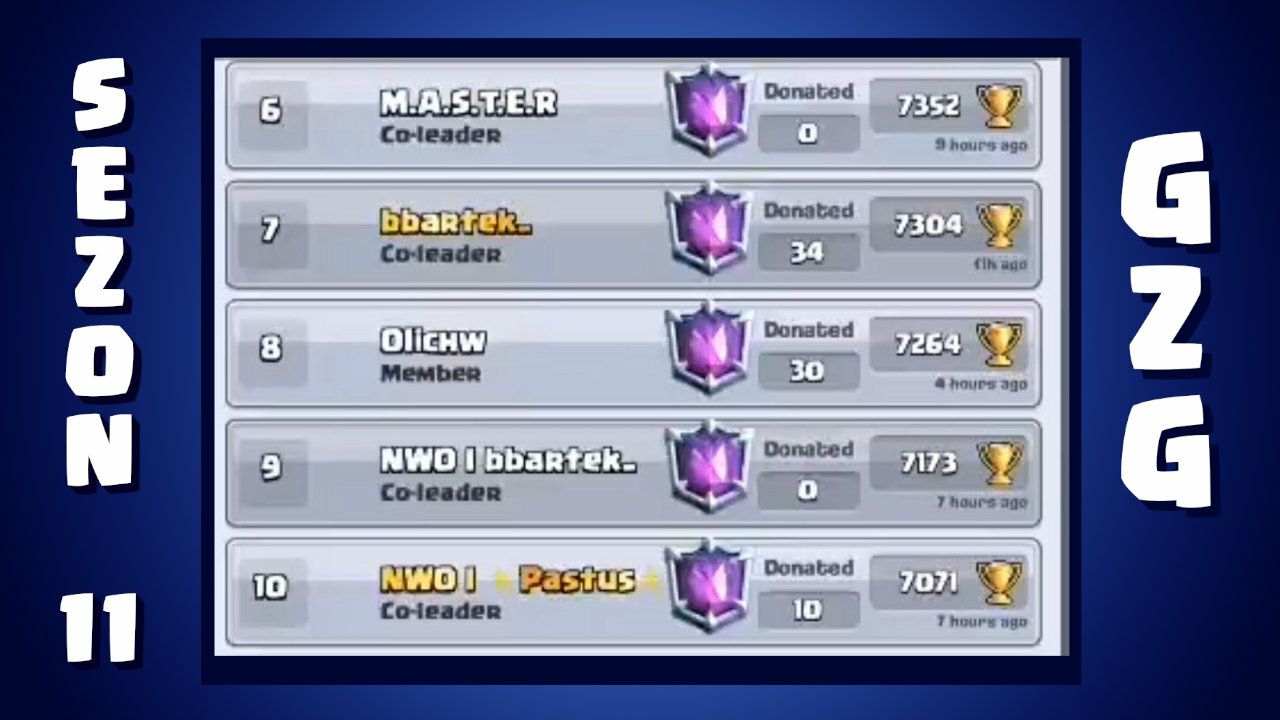 SEZON
11
6
M.A.S.T.E.R
Co-leader
Donated
0
7352
9 hours ago
7
bbartek..
Co-leader
Donated
34
7304
11h ago
8
Olichw
Member
Donated
30
7264
4 hours ago
9
NWO | bbartek..
Co-leader
Donated
0
7173
7 hours ago
10
NWO | Pastus
Co-leader
Donated
10
7071
7 hours ago
GZG